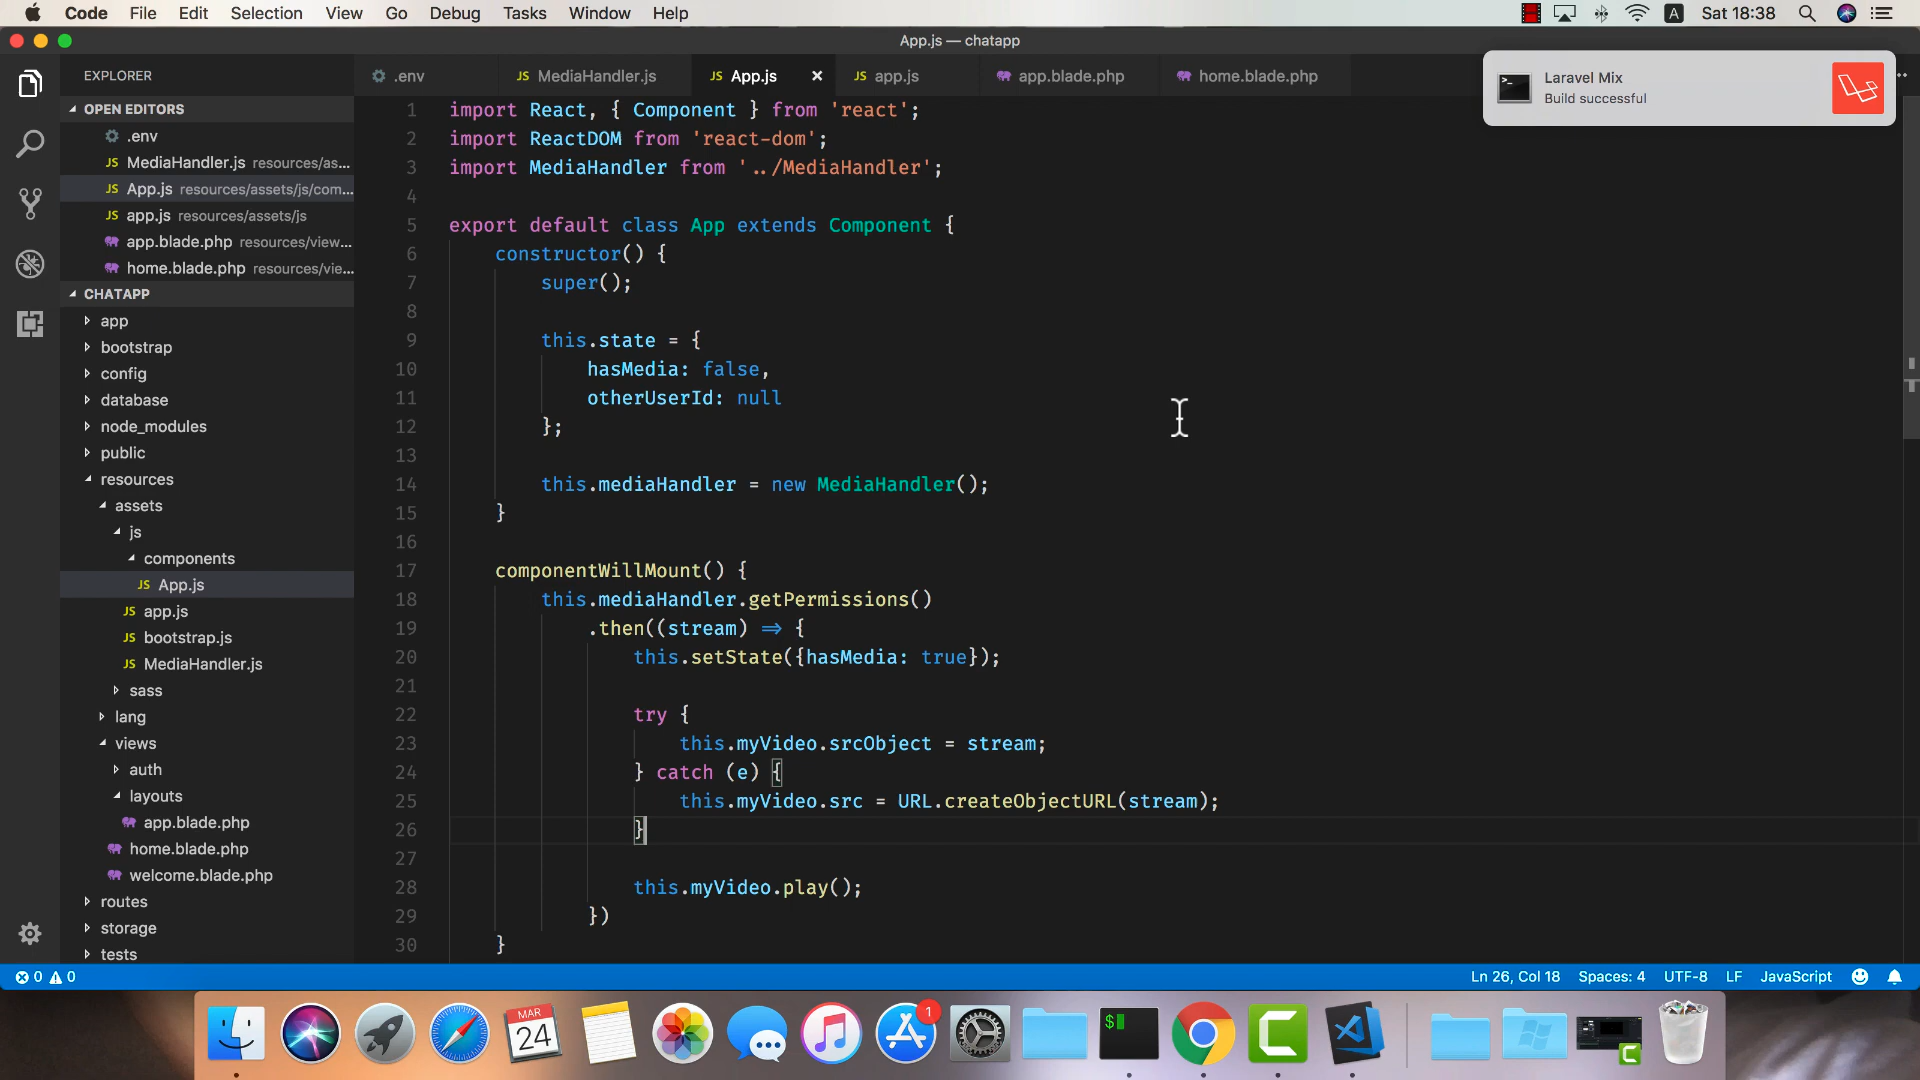 Code File Edit Selection View Go Debug Tasks Window Help
A Sat 18:38
App.js — chatapp
Laravel Mix
Build successful
EXPLORER
OPEN EDITORS
.env
JS MediaHandler.js resources/as...
JS App.js resources/assets/js/com...
JS app.js resources/assets/js
app.blade.php resources/view...
home.blade.php resources/vie...
CHATAPP
app
bootstrap
config
database
node_modules
public
resources
assets
js
components
JS App.js
JS app.js
JS bootstrap.js
JS MediaHandler.js
sass
lang
views
auth
layouts
app.blade.php
home.blade.php
welcome.blade.php
routes
storage
tests
.env JS MediaHandler.js JS App.js × JS app.js app.blade.php home.blade.php
1 import React, { Component } from 'react';
2 import ReactDOM from 'react-dom';
3 import MediaHandler from '../MediaHandler';
4
5 export default class App extends Component {
6 constructor() {
7 super();
8
9 this.state = {
10 hasMedia: false,
11 otherUserId: null
12 };
13
14 this.mediaHandler = new MediaHandler();
15 }
16
17 componentWillMount() {
18 this.mediaHandler.getPermissions()
19 .then((stream) ⇒ {
20 this.setState({hasMedia: true});
21
22 try {
23 this.myVideo.srcObject = stream;
24 } catch (e) {
25 this.myVideo.src = URL.createObjectURL(stream);
26 }
27
28 this.myVideo.play();
29 })
30 }
0 0 Ln 26, Col 18 Spaces: 4 UTF-8 LF JavaScript
MAR
24
1
$